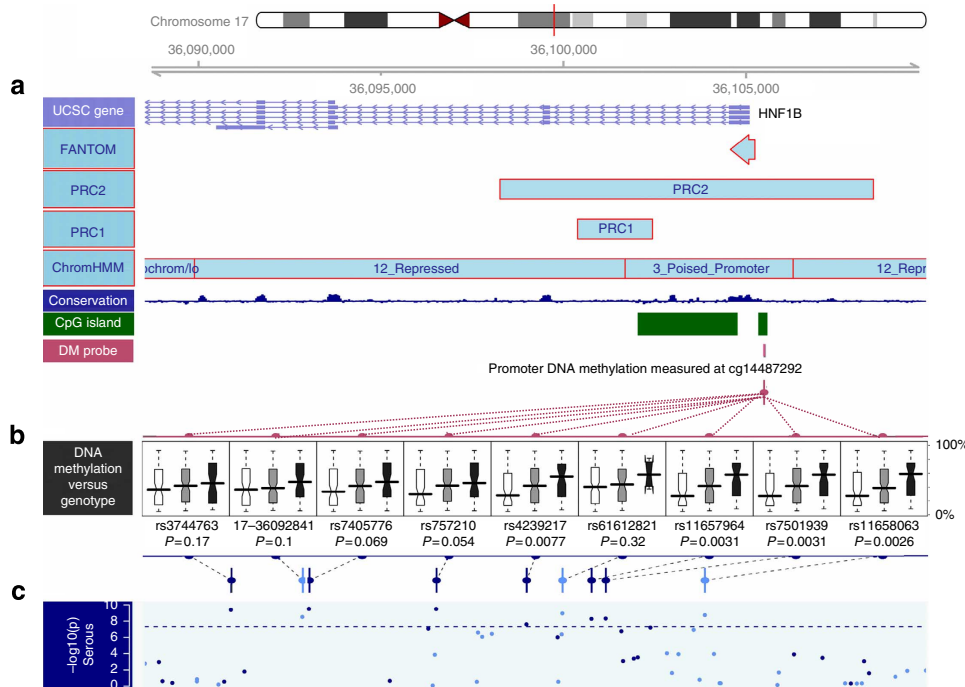 Chromosome 17
36,090,000 36,100,000
36,095,000 36,105,000
a
UCSC gene
HNF1B
FANTOM
PRC2 PRC2
PRC1 PRC1
ChromHMM ochrom/lo 12_Repressed 3_Poised_Promoter 12_Repr
Conservation
CpG island
DM probe
Promoter DNA methylation measured at cg14487292
b
DNA methylation versus genotype
100%
0%
rs3744763 17–36092841 rs7405776 rs757210 rs4239217 rs61612821 rs11657964 rs7501939 rs11658063
P=0.17 P=0.1 P=0.069 P=0.054 P=0.0077 P=0.32 P=0.0031 P=0.0031 P=0.0026
c
–log10(p)
Serous
10
8
6
4
2
0